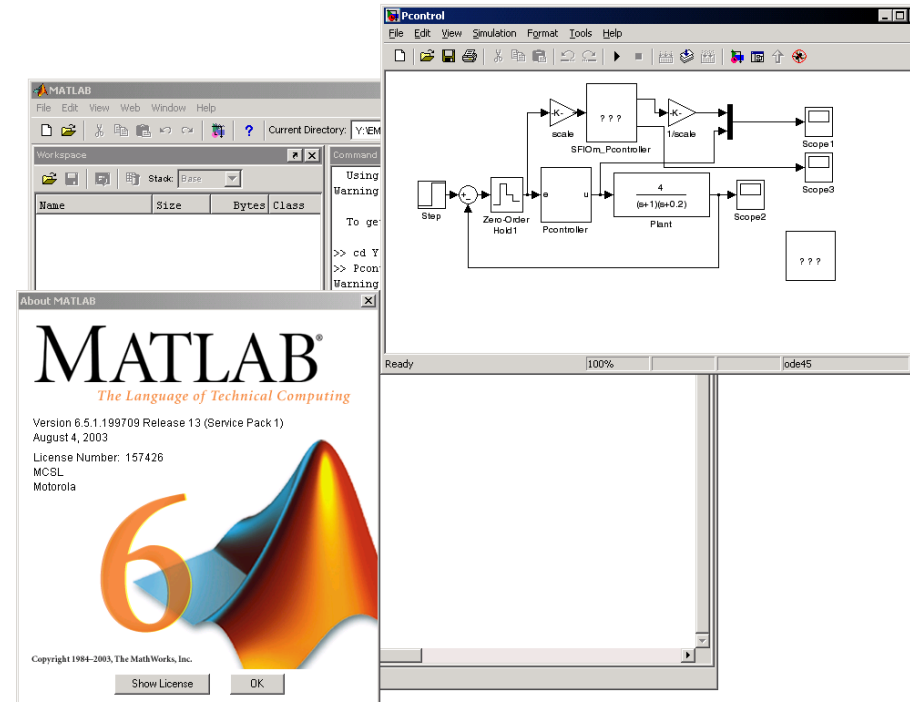 Pcontrol
File Edit View Simulation Format Tools Help
-K-
scale
? ? ?
SFIOm_Pcontroller
-K-
1/scale
Scope1
Scope3
Step
+
-
Zero-Order
Hold1
e
u
Pcontroller
4
(s+1)(s+0.2)
Plant
Scope2
? ? ?
Ready
100%
ode45
MATLAB
File Edit View Web Window Help
? Current Directory: Y:\EM
Workspace
Stack: Base
Name Size Bytes Class
Command
Using
Warning
To ge
>> cd Y
>> Pcon
Warning
About MATLAB
MATLAB®
The Language of Technical Computing
Version 6.5.1.199709 Release 13 (Service Pack 1)
August 4, 2003
License Number: 157426
MCSL
Motorola
6
Copyright 1984–2003, The MathWorks, Inc.
Show License
OK